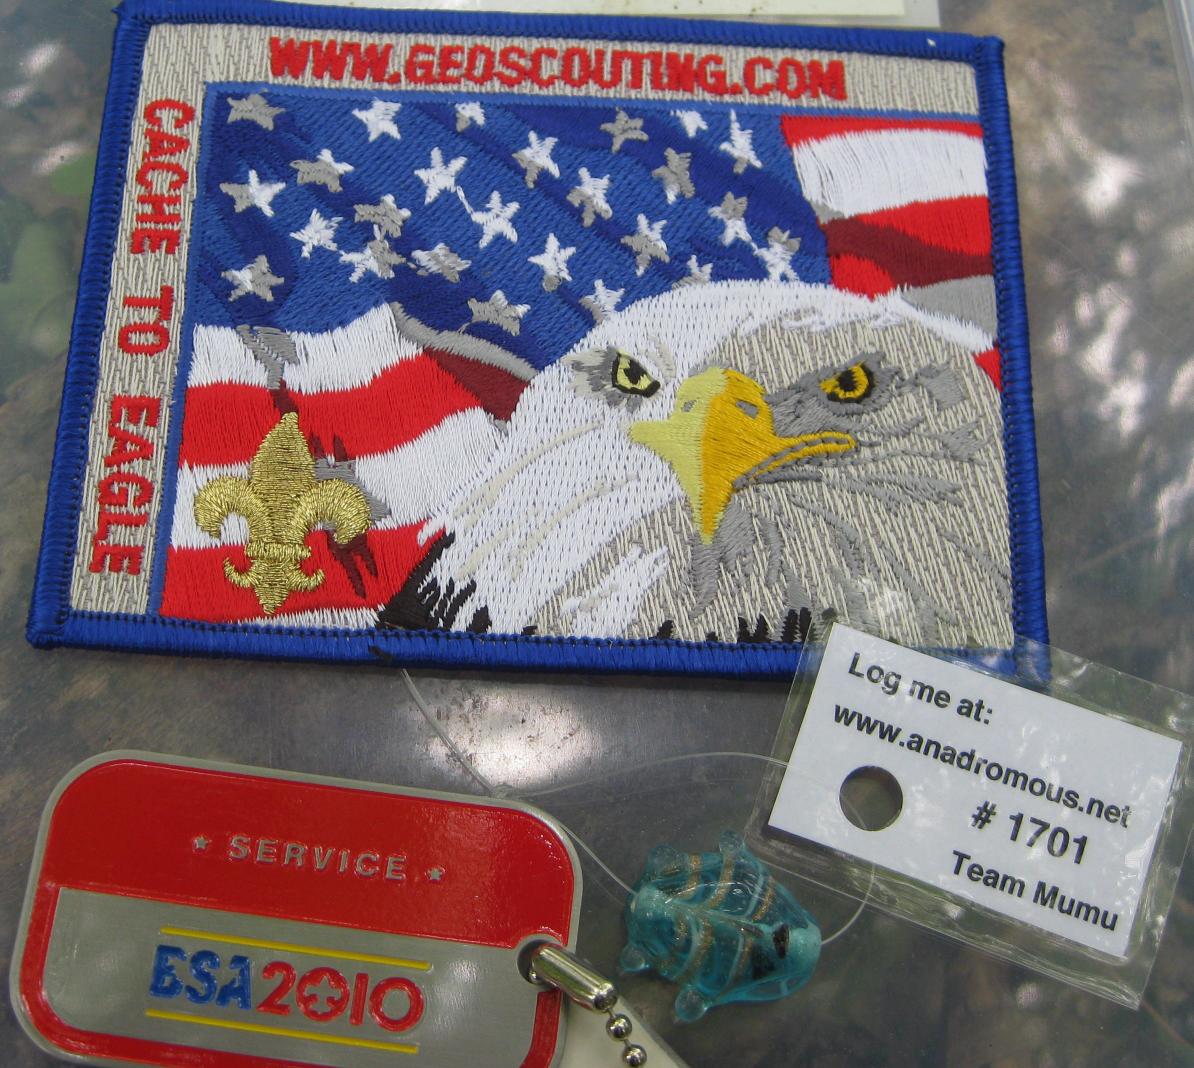 WWW.GEOSCOUTING.COM
CACHE TO EAGLE
Log me at:
www.anadromous.net
# 1701
Team Mumu
★ SERVICE ★
BSA2010